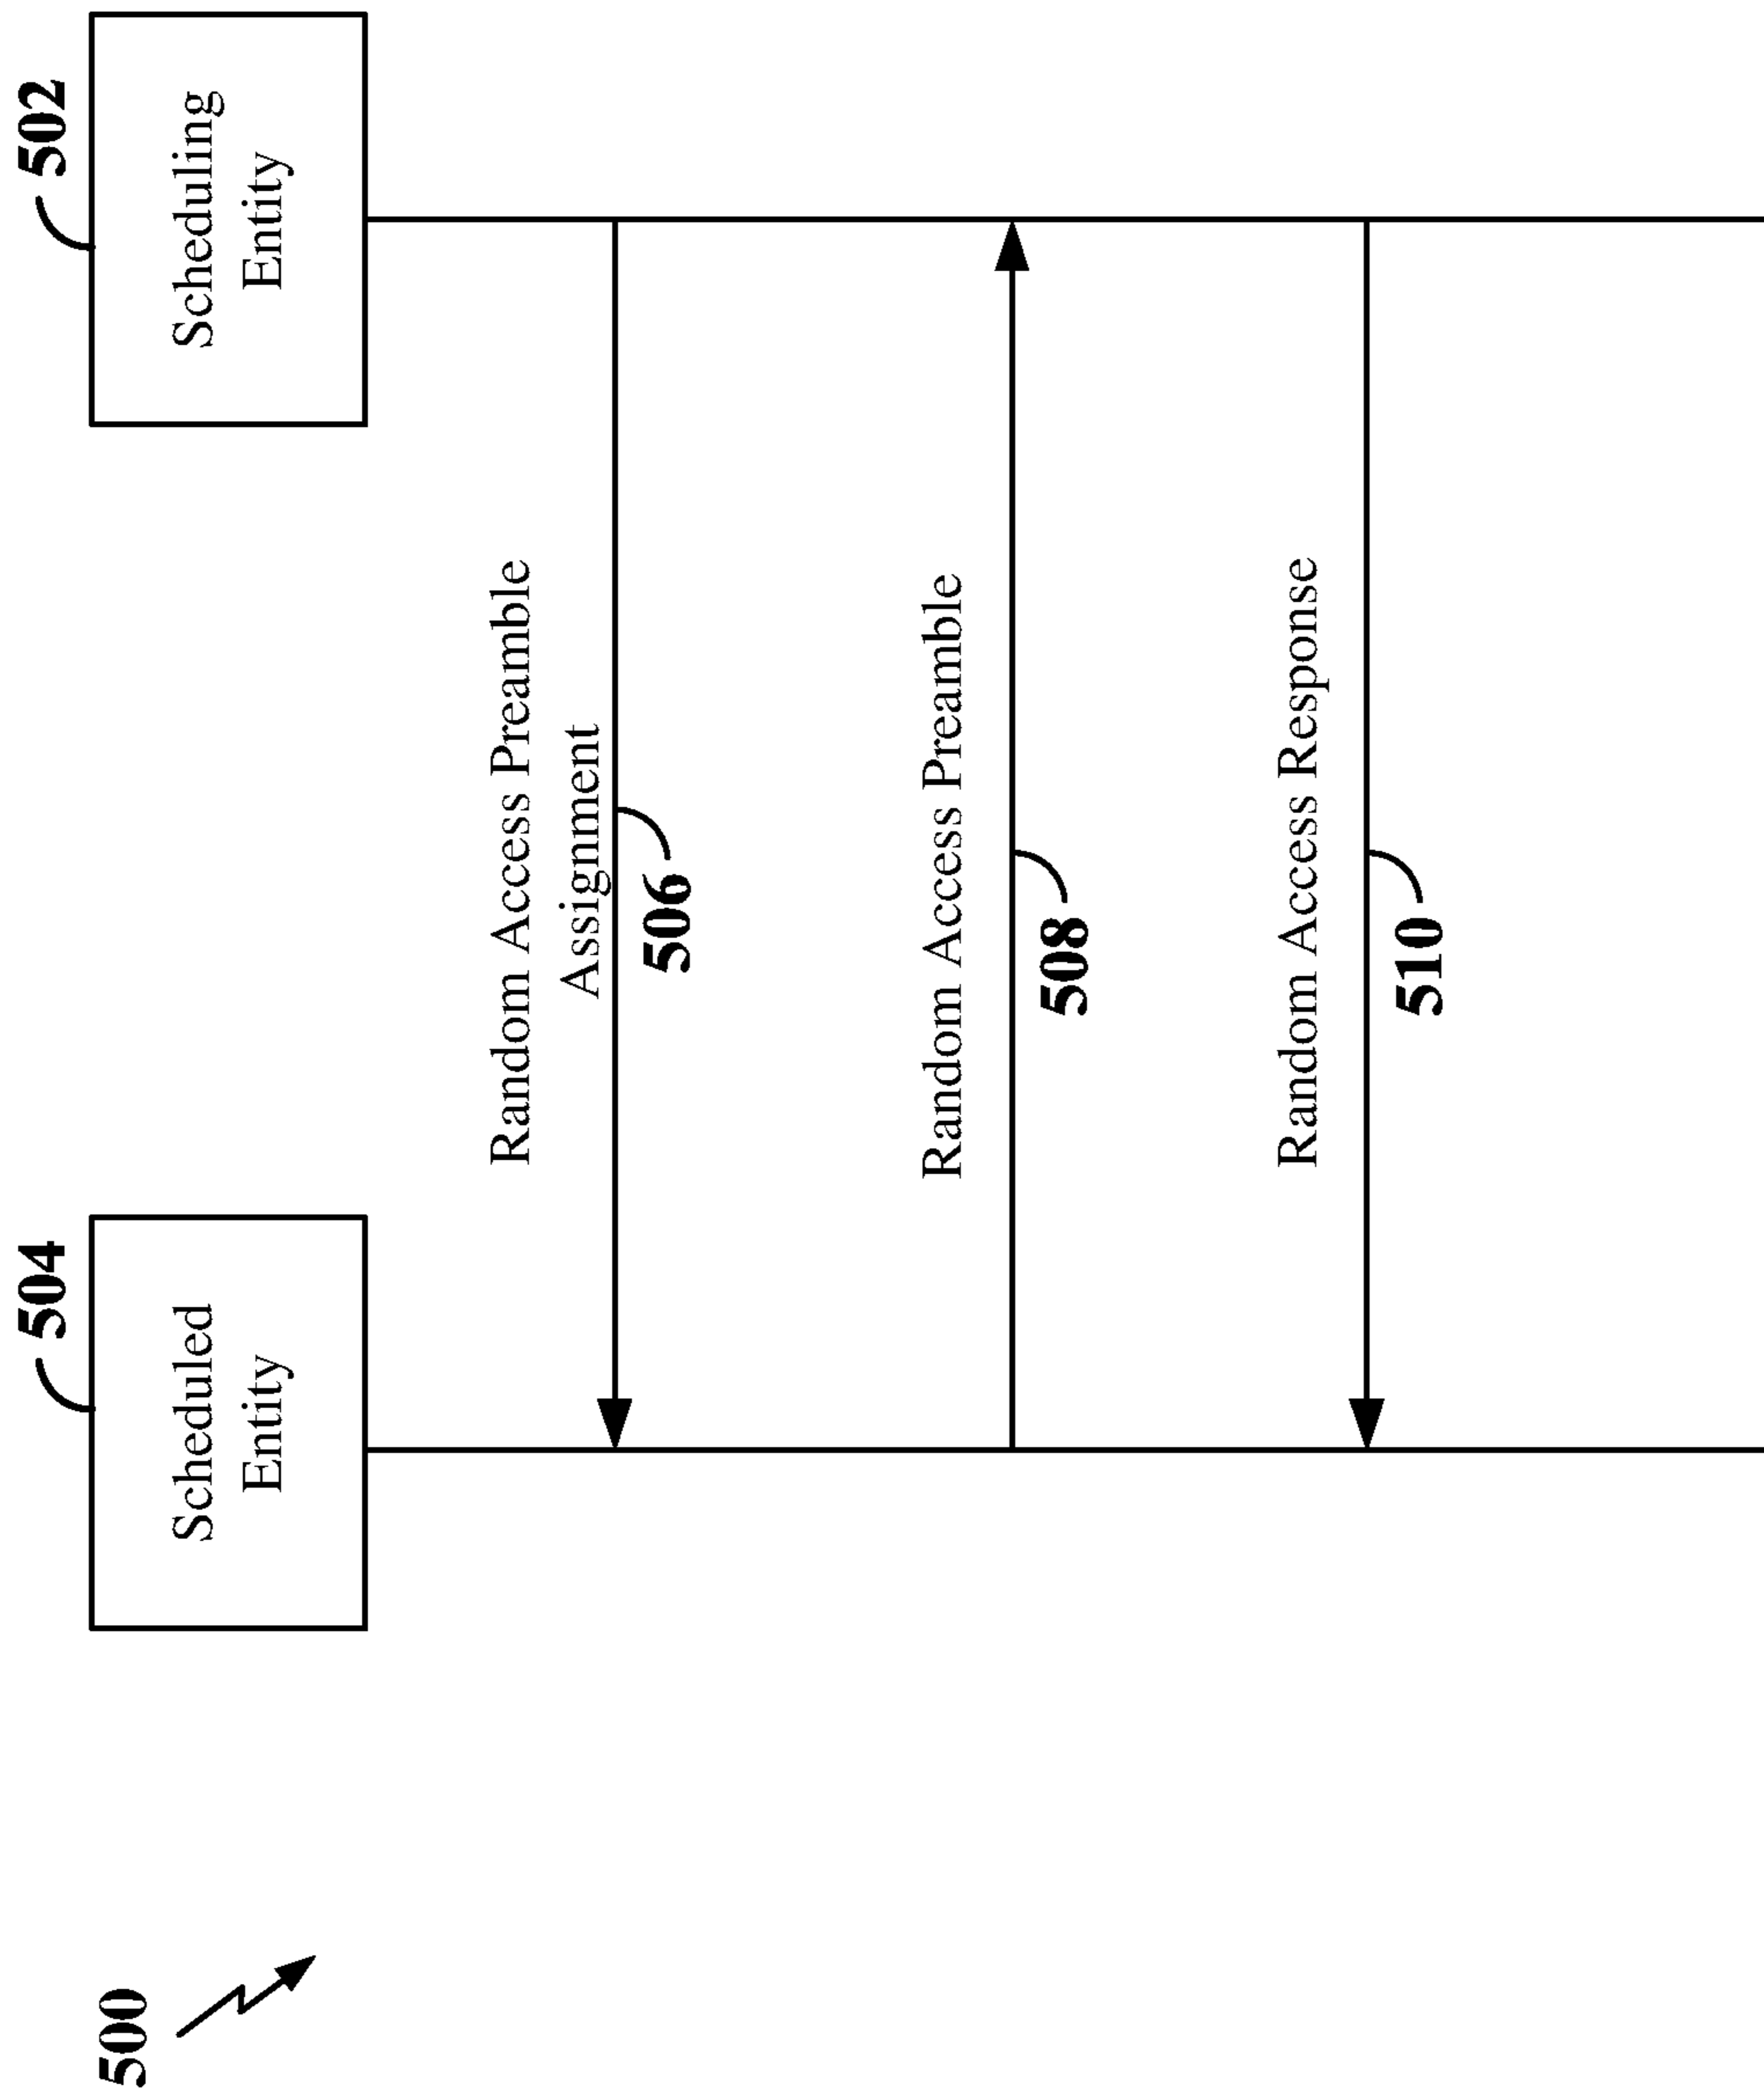 500
504
Scheduled
Entity
502
Scheduling
Entity
Random Access Preamble
Assignment
506
Random Access Preamble
508
Random Access Response
510